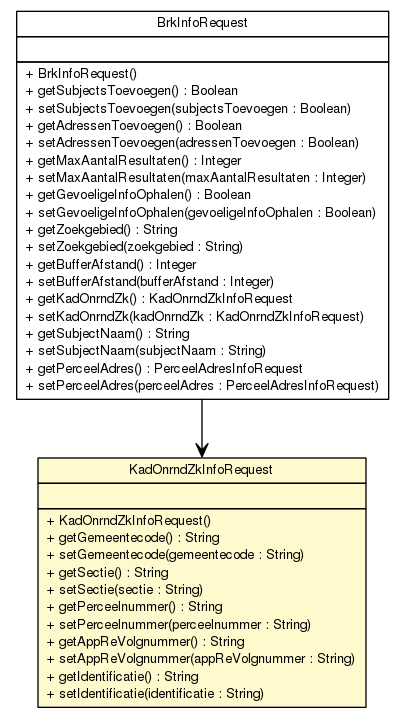 BrkInfoRequest
+ BrkInfoRequest()
+ getSubjectsToevoegen() : Boolean
+ setSubjectsToevoegen(subjectsToevoegen : Boolean)
+ getAdressenToevoegen() : Boolean
+ setAdressenToevoegen(adressenToevoegen : Boolean)
+ getMaxAantalResultaten() : Integer
+ setMaxAantalResultaten(maxAantalResultaten : Integer)
+ getGevoeligeInfoOphalen() : Boolean
+ setGevoeligeInfoOphalen(gevoeligeInfoOphalen : Boolean)
+ getZoekgebied() : String
+ setZoekgebied(zoekgebied : String)
+ getBufferAfstand() : Integer
+ setBufferAfstand(bufferAfstand : Integer)
+ getKadOnrndZk() : KadOnrndZkInfoRequest
+ setKadOnrndZk(kadOnrndZk : KadOnrndZkInfoRequest)
+ getSubjectNaam() : String
+ setSubjectNaam(subjectNaam : String)
+ getPerceelAdres() : PerceelAdresInfoRequest
+ setPerceelAdres(perceelAdres : PerceelAdresInfoRequest)
KadOnrndZkInfoRequest
+ KadOnrndZkInfoRequest()
+ getGemeentecode() : String
+ setGemeentecode(gemeentecode : String)
+ getSectie() : String
+ setSectie(sectie : String)
+ getPerceelnummer() : String
+ setPerceelnummer(perceelnummer : String)
+ getAppReVolgnummer() : String
+ setAppReVolgnummer(appReVolgnummer : String)
+ getIdentificatie() : String
+ setIdentificatie(identificatie : String)